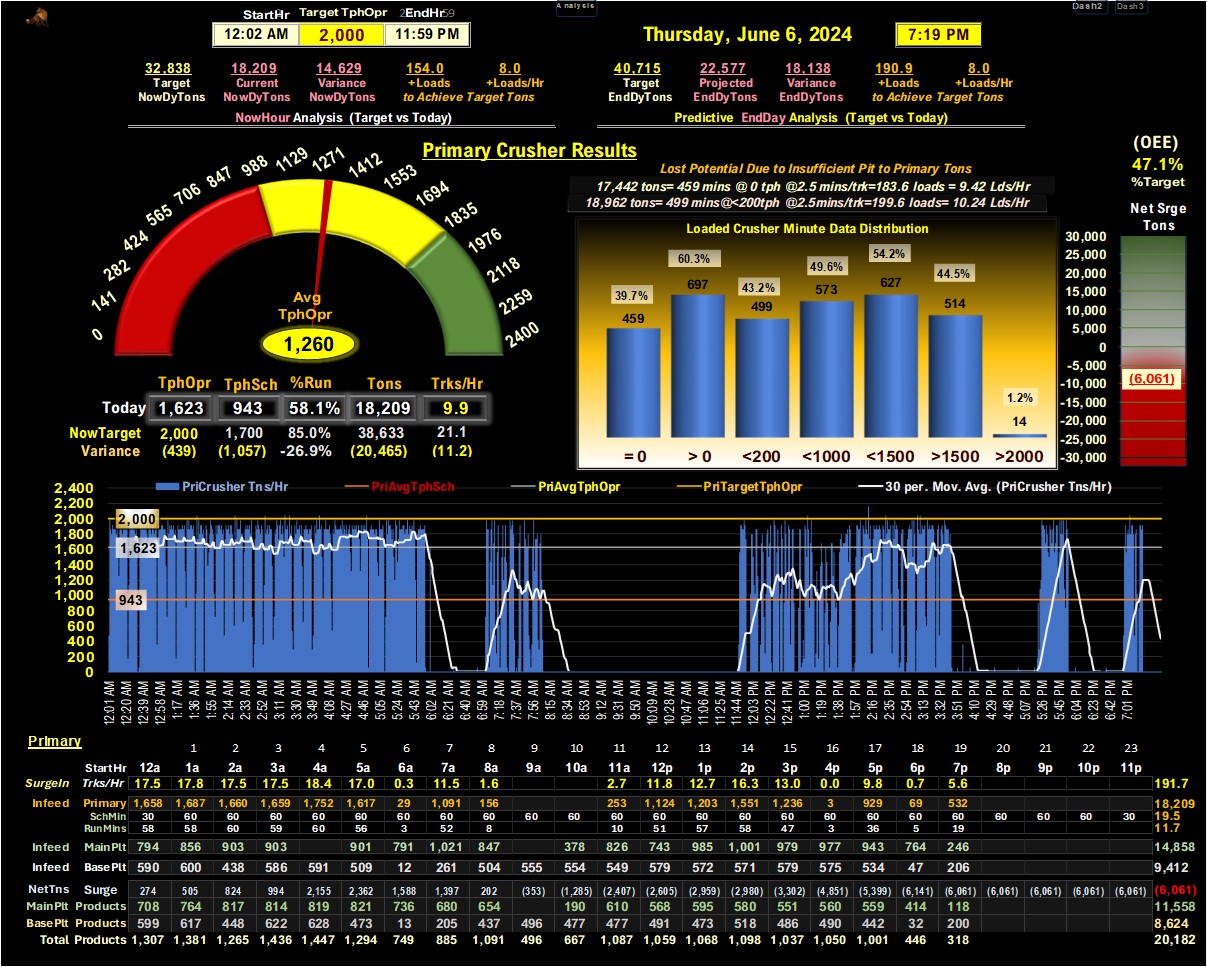 Analysis
Dash2 Dash3
StartHr Target TphOpr EndHr
12:02 AM 2,000 11:59 PM
Thursday, June 6, 2024 7:19 PM
32,838 18,209 14,629 154.0 8.0
Target Current Variance +Loads +Loads/Hr
NowDyTons NowDyTons NowDyTons to Achieve Target Tons
NowHour Analysis (Target vs Today)
40,715 22,577 18,138 190.9 8.0
Target Projected Variance +Loads +Loads/Hr
EndDyTons EndDyTons EndDyTons to Achieve Target Tons
Predictive EndDay Analysis (Target vs Today)
Primary Crusher Results
0 141 282 424 565 706 847 988 1129 1271 1412 1553 1694 1835 1976 2118 2259 2400
Avg
TphOpr
1,260
TphOpr TphSch %Run Tons Trks/Hr
Today 1,623 943 58.1% 18,209 9.9
NowTarget 2,000 1,700 85.0% 38,633 21.1
Variance (439) (1,057) -26.9% (20,465) (11.2)
Lost Potential Due to Insufficient Pit to Primary Tons
17,442 tons= 459 mins @ 0 tph @2.5 mins/trk=183.6 loads = 9.42 Lds/Hr
18,962 tons= 499 mins@<200tph @2.5mins/trk=199.6 loads= 10.24 Lds/Hr
Loaded Crusher Minute Data Distribution
39.7% 60.3% 43.2% 49.6% 54.2% 44.5% 1.2%
459 697 499 573 627 514 14
= 0 > 0 <200 <1000 <1500 >1500 >2000
(OEE)
47.1%
%Target
Net Srge
Tons
30,000
25,000
20,000
15,000
10,000
5,000
0
-5,000
-10,000
-15,000
-20,000
-25,000
-30,000
(6,061)
PriCrusher Tns/Hr PriAvgTphSch PriAvgTphOpr PriTargetTphOpr 30 per. Mov. Avg. (PriCrusher Tns/Hr)
2,400
2,200
2,000
1,800
1,600
1,400
1,200
1,000
800
600
400
200
0
2,000
1,623
943
12:01 AM 12:20 AM 12:39 AM 12:58 AM 1:17 AM 1:36 AM 1:55 AM 2:14 AM 2:33 AM 2:52 AM 3:11 AM 3:30 AM 3:49 AM 4:08 AM 4:27 AM 4:46 AM 5:05 AM 5:24 AM 5:43 AM 6:02 AM 6:21 AM 6:40 AM 6:59 AM 7:18 AM 7:37 AM 7:56 AM 8:15 AM 8:34 AM 8:53 AM 9:12 AM 9:31 AM 9:50 AM 10:09 AM 10:28 AM 10:47 AM 11:06 AM 11:25 AM 11:44 AM 12:03 PM 12:22 PM 12:41 PM 1:00 PM 1:19 PM 1:38 PM 1:57 PM 2:16 PM 2:35 PM 2:54 PM 3:13 PM 3:32 PM 3:51 PM 4:10 PM 4:29 PM 4:48 PM 5:07 PM 5:26 PM 5:45 PM 6:04 PM 6:23 PM 6:42 PM 7:01 PM
Primary
1 2 3 4 5 6 7 8 9 10 11 12 13 14 15 16 17 18 19 20 21 22 23
StartHr 12a 1a 2a 3a 4a 5a 6a 7a 8a 9a 10a 11a 12p 1p 2p 3p 4p 5p 6p 7p 8p 9p 10p 11p
SurgeIn Trks/Hr 17.5 17.8 17.5 17.5 18.4 17.0 0.3 11.5 1.6 2.7 11.8 12.7 16.3 13.0 0.0 9.8 0.7 5.6 191.7
Infeed Primary 1,658 1,687 1,660 1,659 1,752 1,617 29 1,091 156 253 1,124 1,203 1,551 1,236 3 929 69 532 18,209
SchMin 30 60 60 60 60 60 60 60 60 60 60 60 60 60 60 60 60 60 60 60 60 60 60 30 19.5
RunMins 58 58 60 59 60 56 3 52 8 10 51 57 58 47 3 36 5 19 11.7
Infeed MainPlt 794 856 903 903 901 791 1,021 847 378 826 743 985 1,001 979 977 943 764 246 14,858
Infeed BasePlt 590 600 438 586 591 509 12 261 504 555 554 549 579 572 571 579 575 534 47 206 9,412
NetTns Surge 274 505 824 994 2,155 2,362 1,588 1,397 202 (353) (1,285) (2,407) (2,605) (2,959) (2,980) (3,302) (4,851) (5,399) (6,141) (6,061) (6,061) (6,061) (6,061) (6,061) (6,061)
MainPlt Products 708 764 817 814 819 821 736 680 654 190 610 568 595 580 551 560 559 414 118 11,558
BasePlt Products 599 617 448 622 628 473 13 205 437 496 477 477 491 473 518 486 490 442 32 200 8,624
Total Products 1,307 1,381 1,265 1,436 1,447 1,294 749 885 1,091 496 667 1,087 1,059 1,068 1,098 1,037 1,050 1,001 446 318 20,182